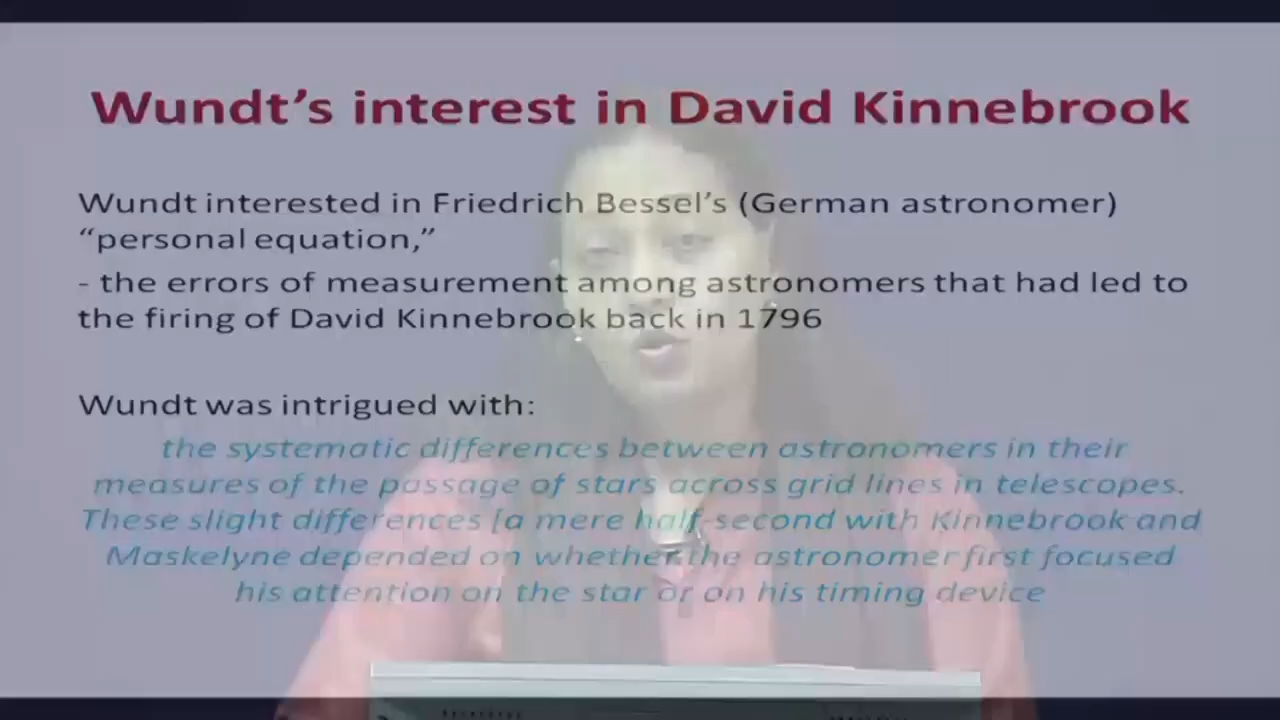 Wundt's interest in David Kinnebrook
Wundt interested in Friedrich Bessel's (German astronomer)
“personal equation,”
- the errors of measurement among astronomers that had led to
the firing of David Kinnebrook back in 1796
Wundt was intrigued with:
the systematic differences between astronomers in their
measures of the passage of stars across grid lines in telescopes.
These slight differences [a mere half-second with Kinnebrook and
Maskelyne depended on whether the astronomer first focused
his attention on the star or on his timing device